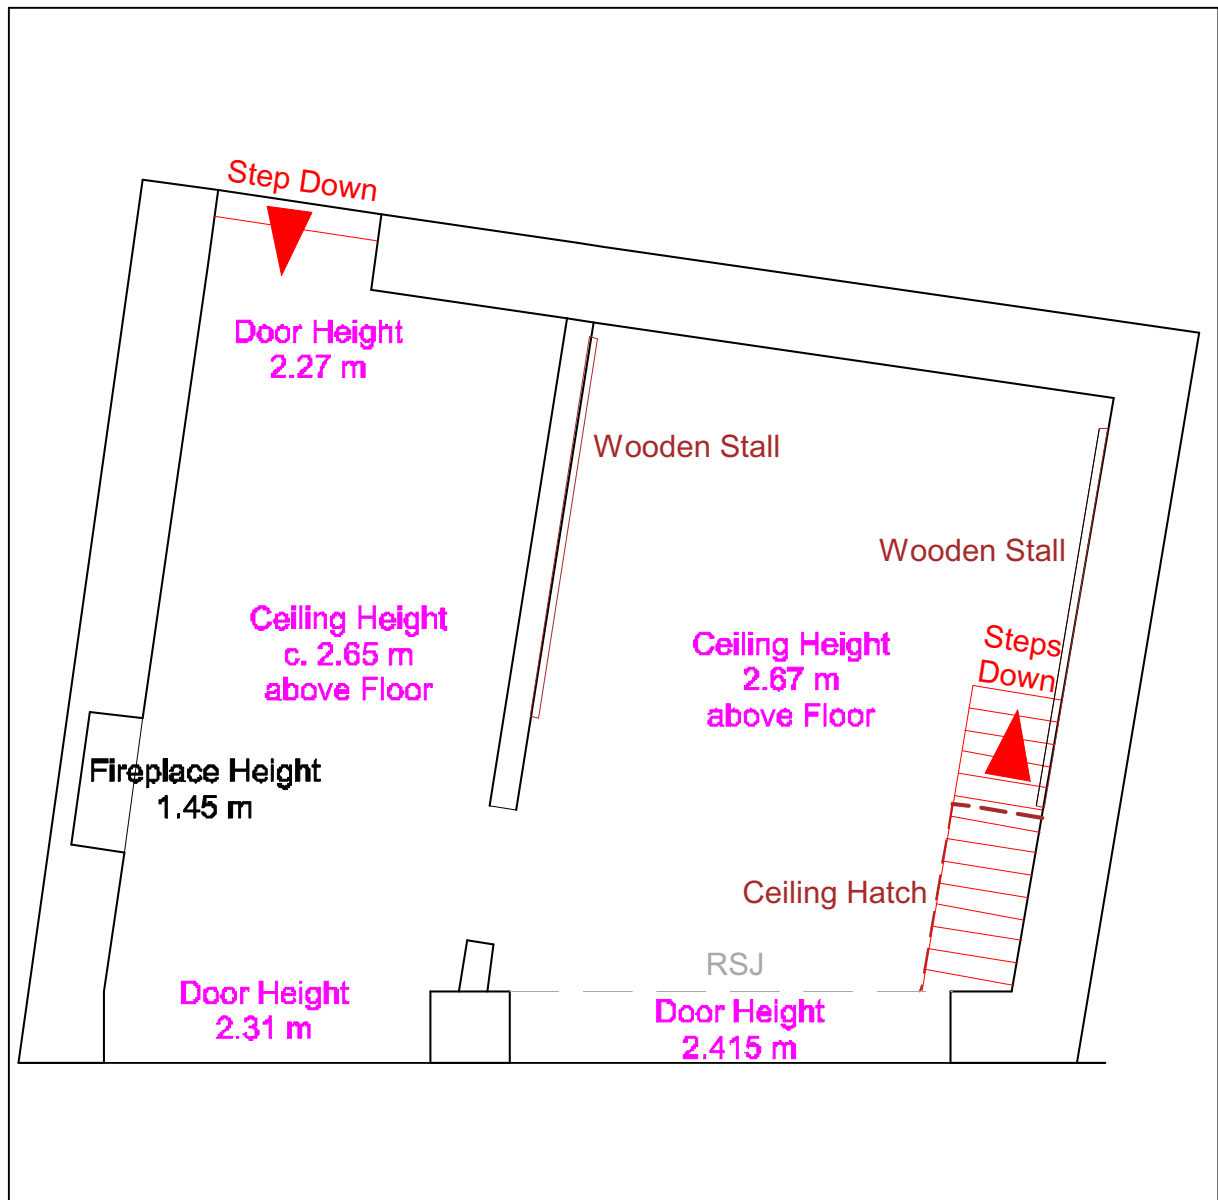 Step Down
Door Height
2.27 m
Wooden Stall
Wooden Stall
Ceiling Height
c. 2.65 m
above Floor
Ceiling Height
2.67 m
above Floor
Steps
Down
Fireplace Height
1.45 m
Ceiling Hatch
RSJ
Door Height
2.31 m
Door Height
2.415 m